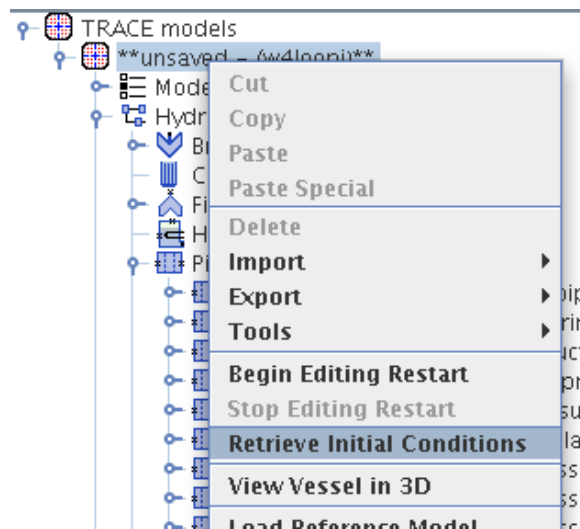 TRACE models
**unsaved - (w4loopi)**
Mode
Hydr
Cut
Copy
Paste
Paste Special
Delete
Import
Export
Tools
Begin Editing Restart
Stop Editing Restart
Retrieve Initial Conditions
View Vessel in 3D
Load Reference Model